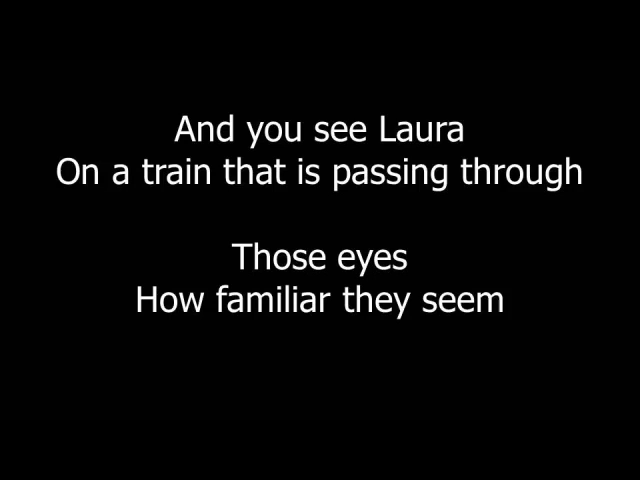 And you see Laura
On a train that is passing through
Those eyes
How familiar they seem